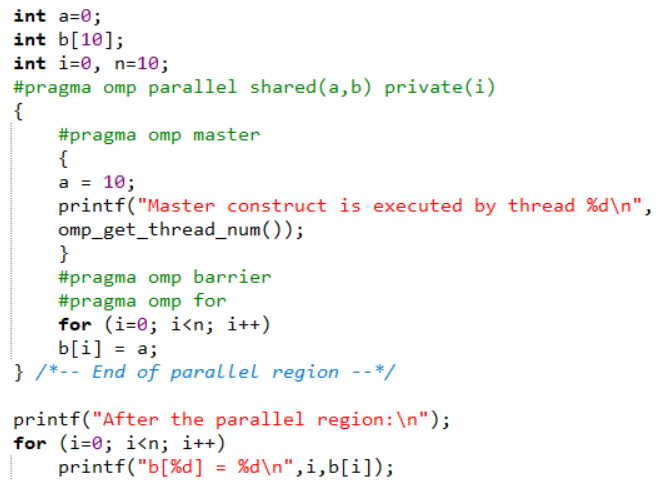 int a=0;
int b[10];
int i=0, n=10;
#pragma omp parallel shared(a,b) private(i)
{
    #pragma omp master
    {
    a = 10;
    printf("Master construct is executed by thread %d\n",
    omp_get_thread_num());
    }
    #pragma omp barrier
    #pragma omp for
    for (i=0; i<n; i++)
    b[i] = a;
} /*-- End of parallel region --*/

printf("After the parallel region:\n");
for (i=0; i<n; i++)
    printf("b[%d] = %d\n",i,b[i]);